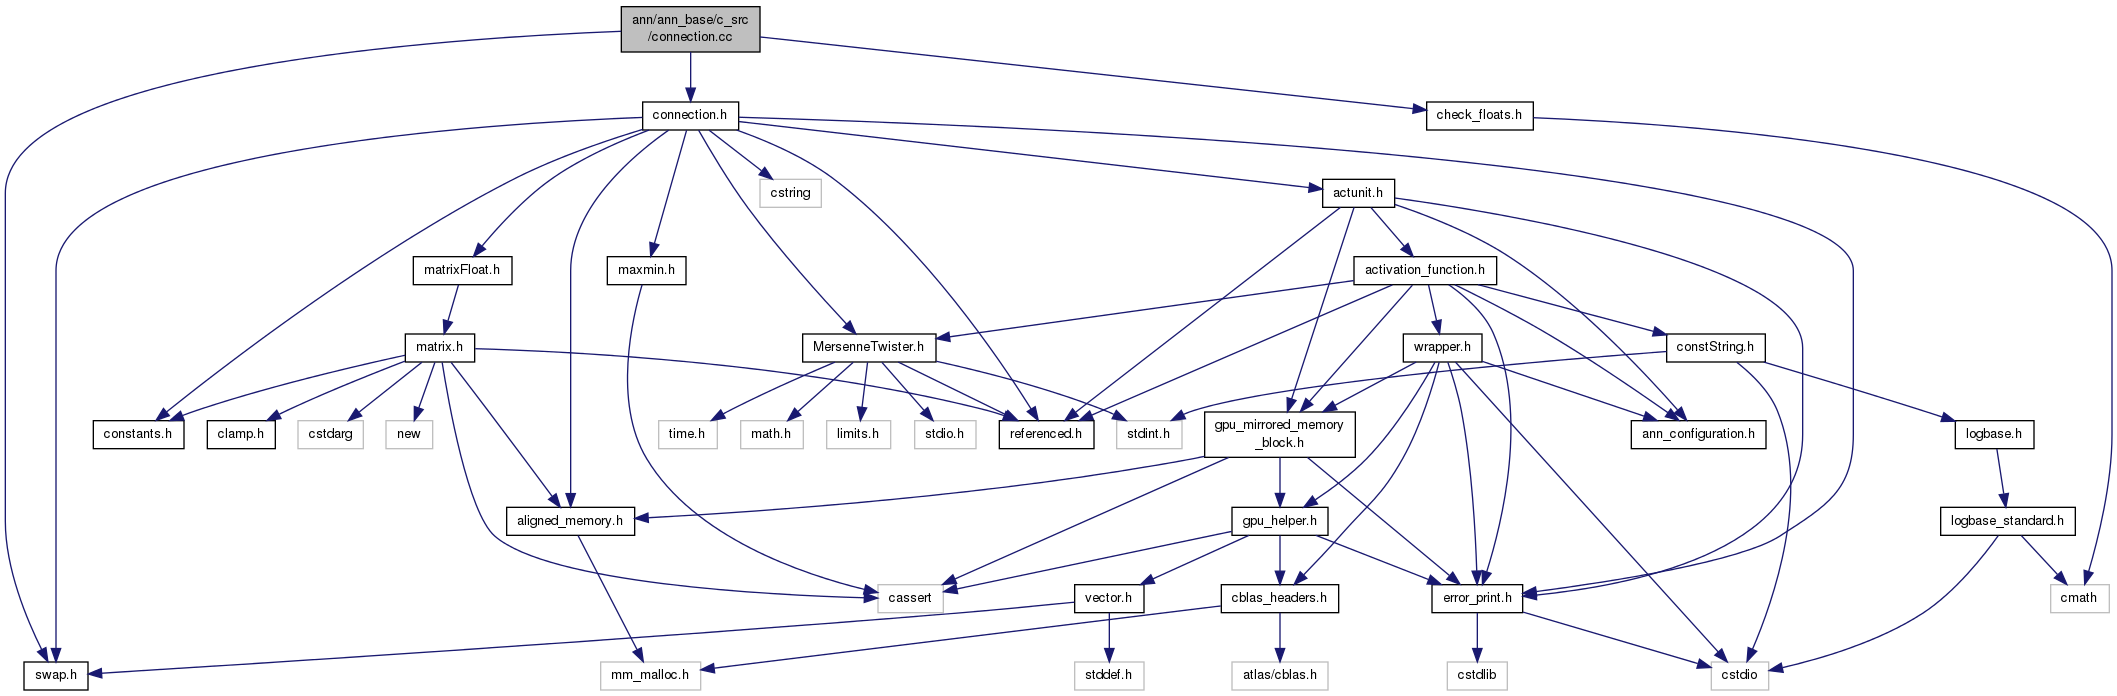 ann/ann_base/c_src
/connection.cc
connection.h
check_floats.h
cstring
actunit.h
matrixFloat.h
maxmin.h
activation_function.h
matrix.h
MersenneTwister.h
wrapper.h
constString.h
constants.h
clamp.h
cstdarg
new
time.h
math.h
limits.h
stdio.h
referenced.h
stdint.h
gpu_mirrored_memory
_block.h
ann_configuration.h
logbase.h
aligned_memory.h
gpu_helper.h
logbase_standard.h
cassert
vector.h
cblas_headers.h
error_print.h
cmath
swap.h
mm_malloc.h
stddef.h
atlas/cblas.h
cstdlib
cstdio